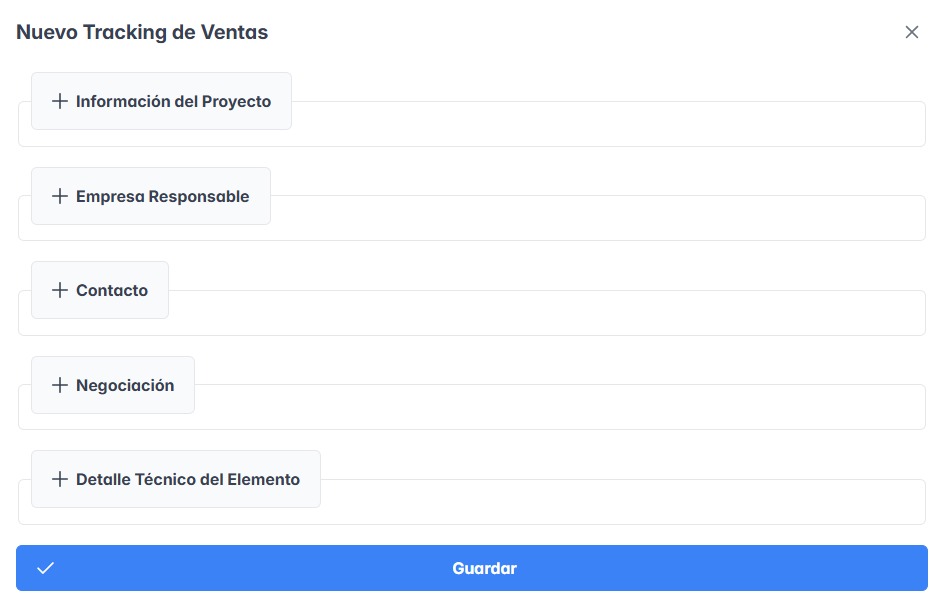 Nuevo Tracking de Ventas
Información del Proyecto
Empresa Responsable
Contacto
Negociación
Detalle Técnico del Elemento
Guardar